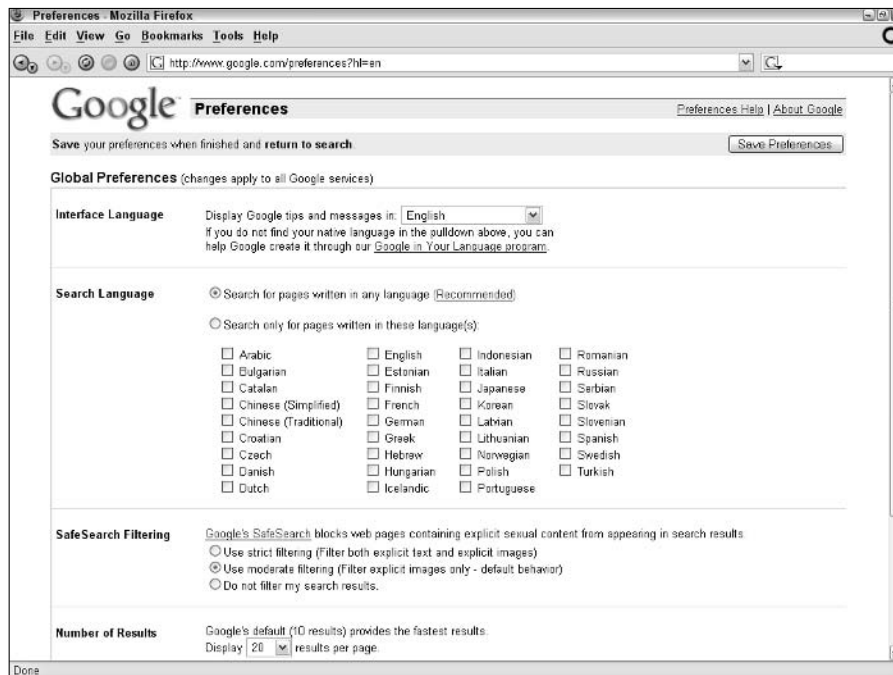 Preferences - Mozilla Firefox
File Edit View Go Bookmarks Tools Help
http://www.google.com/preferences?hl=en
Google Preferences Preferences Help | About Google
Save your preferences when finished and return to search. Save Preferences
Global Preferences (changes apply to all Google services)
Interface Language Display Google tips and messages in: English
If you do not find your native language in the pulldown above, you can
help Google create it through our Google in Your Language program.
Search Language Search for pages written in any language (Recommended)
Search only for pages written in these language(s):
Arabic English Indonesian Romanian
Bulgarian Estonian Italian Russian
Catalan Finnish Japanese Serbian
Chinese (Simplified) French Korean Slovak
Chinese (Traditional) German Latvian Slovenian
Croatian Greek Lithuanian Spanish
Czech Hebrew Norwegian Swedish
Danish Hungarian Polish Turkish
Dutch Icelandic Portuguese
SafeSearch Filtering Google's SafeSearch blocks web pages containing explicit sexual content from appearing in search results.
Use strict filtering (Filter both explicit text and explicit images)
Use moderate filtering (Filter explicit images only - default behavior)
Do not filter my search results.
Number of Results Google's default (10 results) provides the fastest results.
Display 20 results per page.
Done